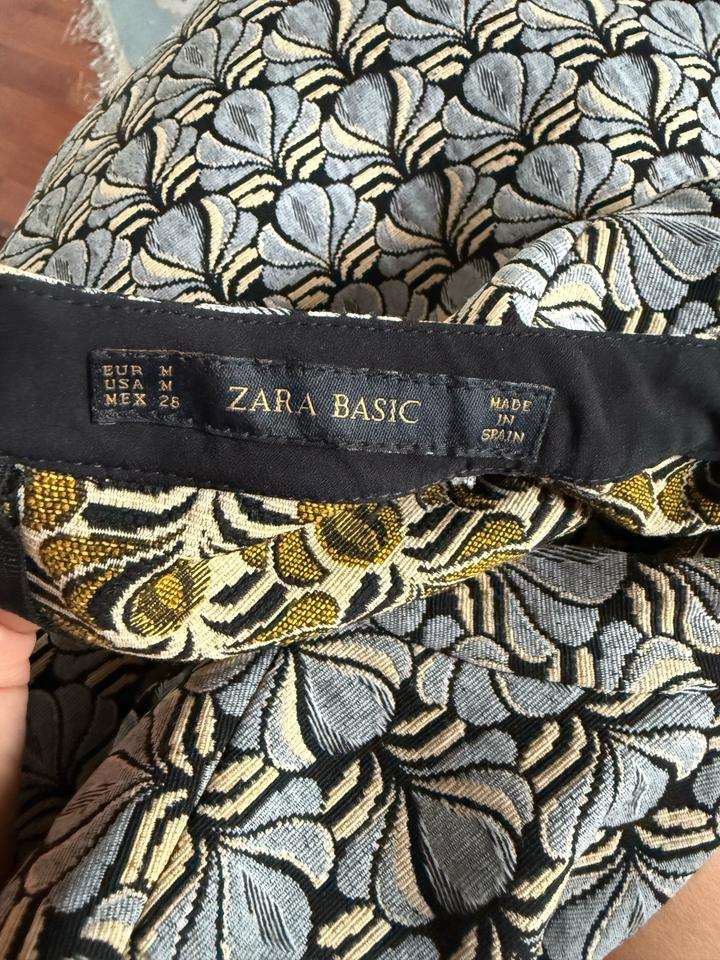 EUR M
USA M
MEX 28
ZARA BASIC
MADE
IN
SPAIN